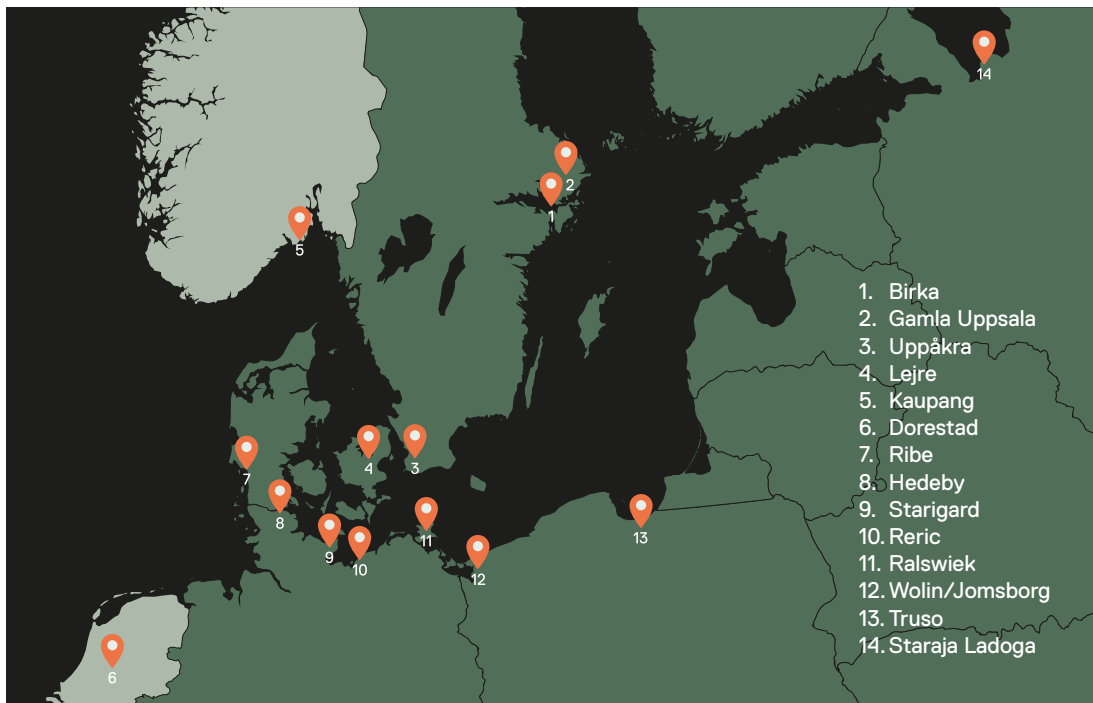 14
2
1
5
1. Birka
2. Gamla Uppsala
3. Uppåkra
4. Lejre
5. Kaupang
6. Dorestad
7. Ribe
8. Hedeby
9. Starigard
10. Reric
11. Ralswiek
12. Wolin/Jomsborg
13. Truso
14. Staraja Ladoga
4
3
7
8
11
13
9
10
12
6